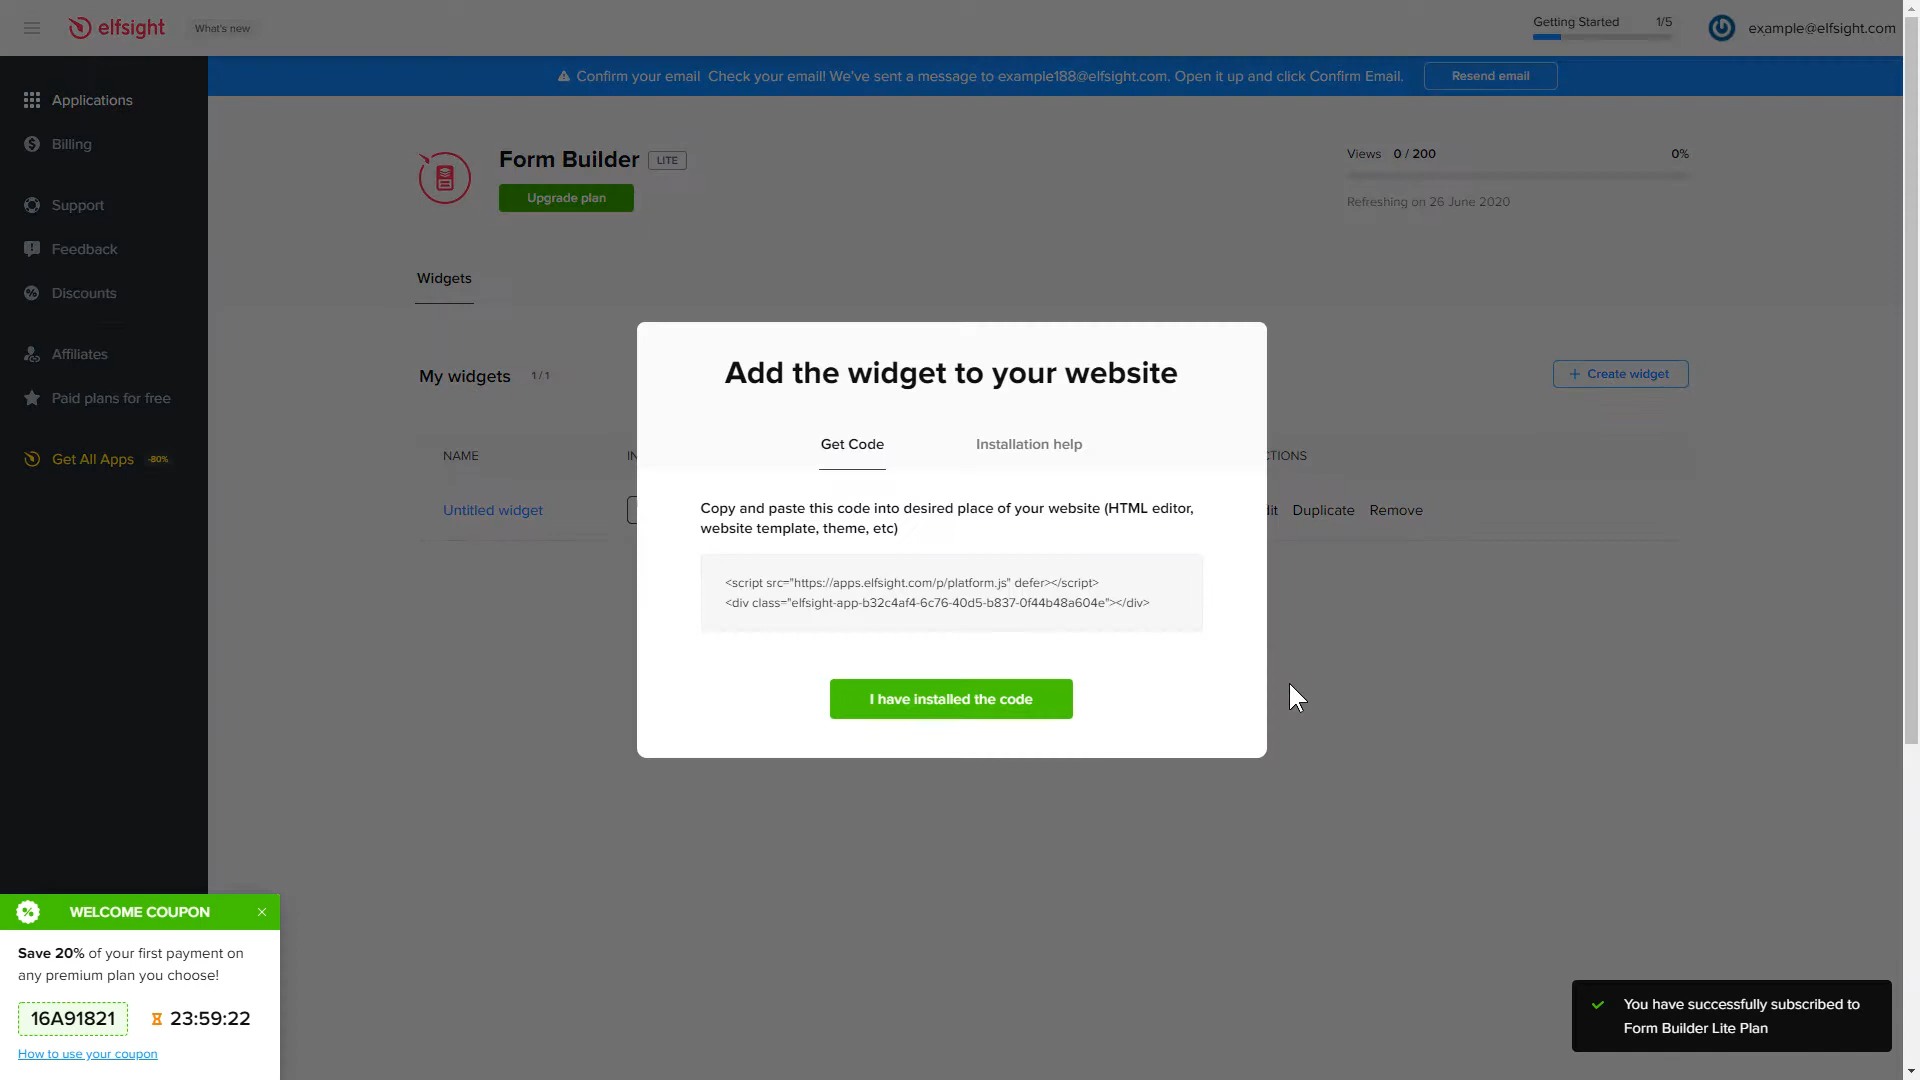 elfsight
What's new
Getting Started 1/5
example@elfsight.com
Confirm your email Check your email! We've sent a message to example188@elfsight.com. Open it up and click Confirm Email.
Resend email
Applications
Billing
Support
Feedback
Discounts
Affiliates
Paid plans for free
Get All Apps -80%
Form Builder LITE
Upgrade plan
Views 0 / 200 0%
Refreshing on 26 June 2020
Widgets
My widgets 1 / 1
+ Create widget
NAME IN CTIONS
Untitled widget dit Duplicate Remove
Add the widget to your website
Get Code Installation help
Copy and paste this code into desired place of your website (HTML editor,
website template, theme, etc)
<script src="https://apps.elfsight.com/p/platform.js" defer></script>
<div class="elfsight-app-b32c4af4-6c76-40d5-b837-0f44b48a604e"></div>
I have installed the code
WELCOME COUPON
Save 20% of your first payment on
any premium plan you choose!
16A91821 23:59:22
How to use your coupon
You have successfully subscribed to
Form Builder Lite Plan